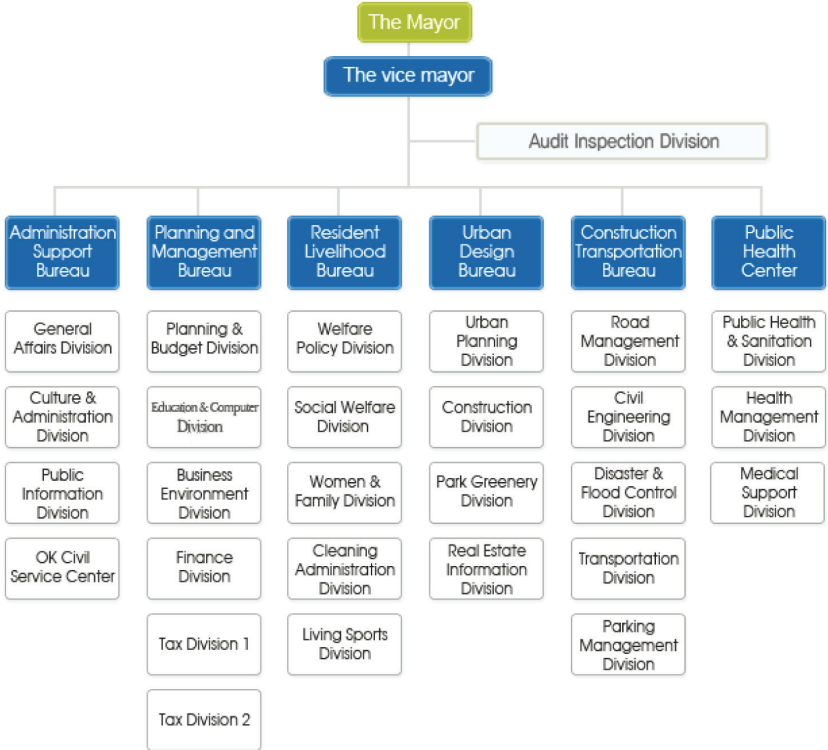 The Mayor
The vice mayor
Audit Inspection Division
Administration
Support
Bureau
Planning and
Management
Bureau
Resident
Livelihood
Bureau
Urban
Design
Bureau
Construction
Transportation
Bureau
Public
Health
Center
General
Affairs Division
Planning &
Budget Division
Welfare
Policy Division
Urban
Planning
Division
Road
Management
Division
Public Health
& Sanitation
Division
Culture &
Administration
Division
Education & Computer
Division
Social Welfare
Division
Construction
Division
Civil
Engineering
Division
Health
Management
Division
Public
Information
Division
Business
Environment
Division
Women &
Family Division
Park Greenery
Division
Disaster &
Flood Control
Division
Medical
Support
Division
OK Civil
Service Center
Finance
Division
Cleaning
Administration
Division
Real Estate
Information
Division
Transportation
Division
Tax Division 1
Living Sports
Division
Parking
Management
Division
Tax Division 2